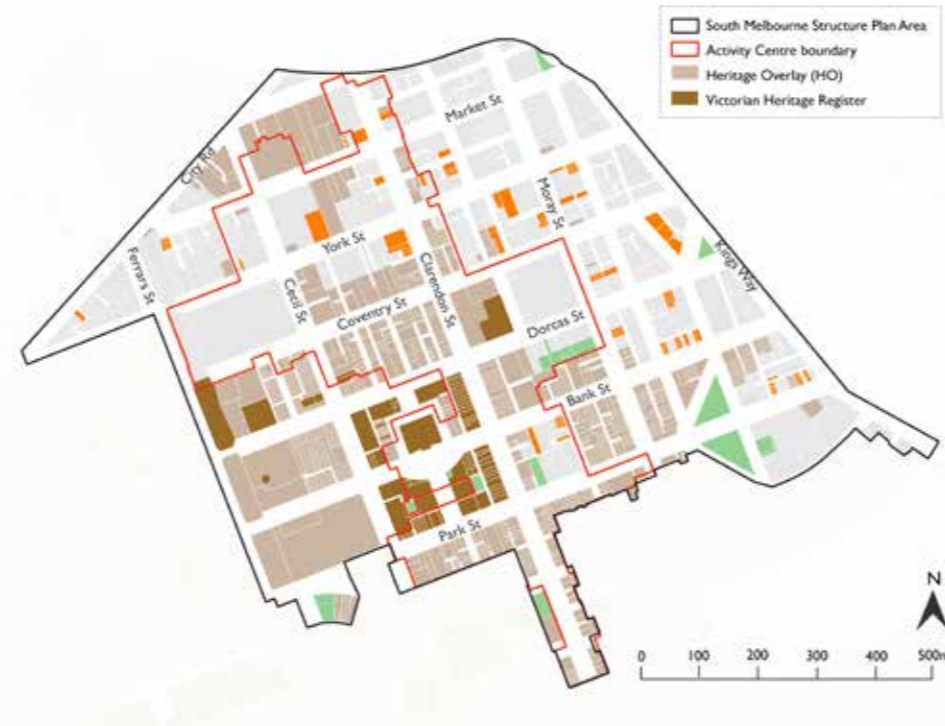 South Melbourne Structure Plan Area
Activity Centre boundary
Heritage Overlay (HO)
Victorian Heritage Register
Market St
City Rd
Moray St
York St
Ferrars St
Cecil St
Clarendon St
Kings Way
Coventry St
Dorcas St
Bank St
Park St
N
0 100 200 300 400 500m